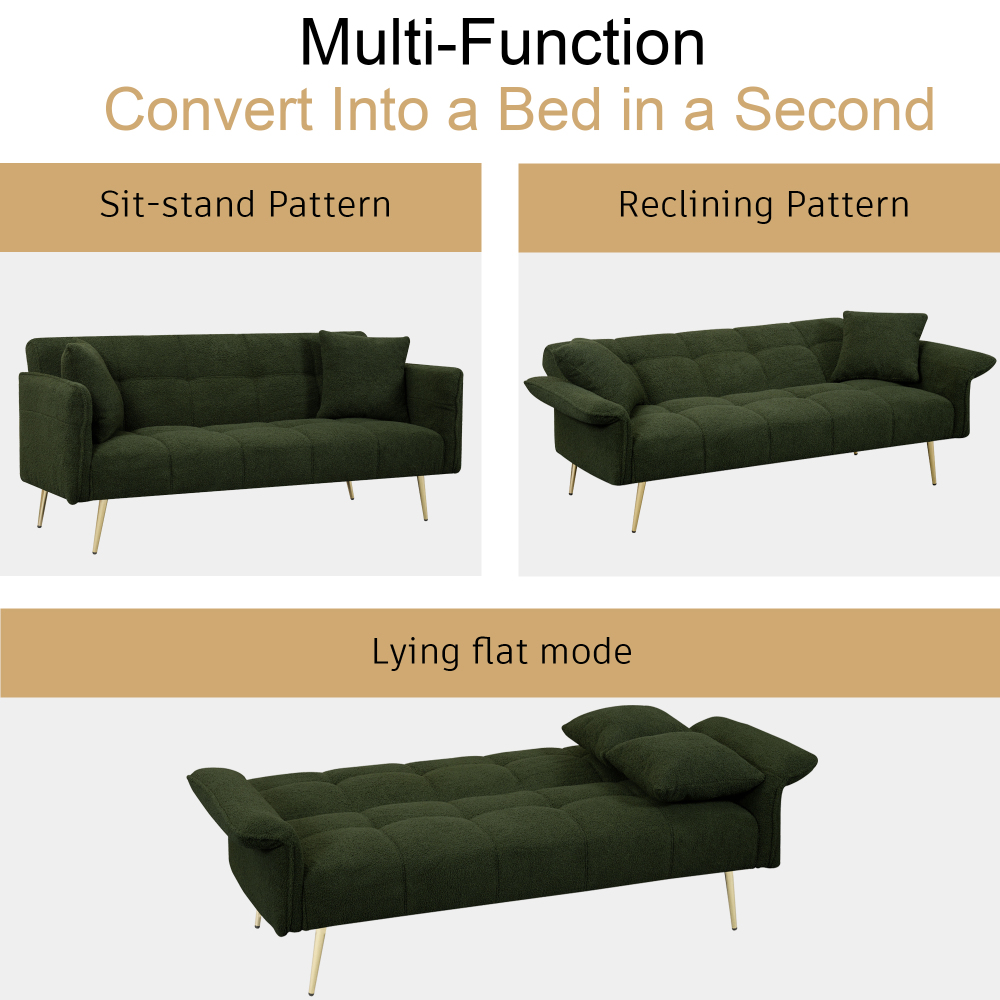 Multi-Function
Convert Into a Bed in a Second
Sit-stand Pattern
Reclining Pattern
Lying flat mode